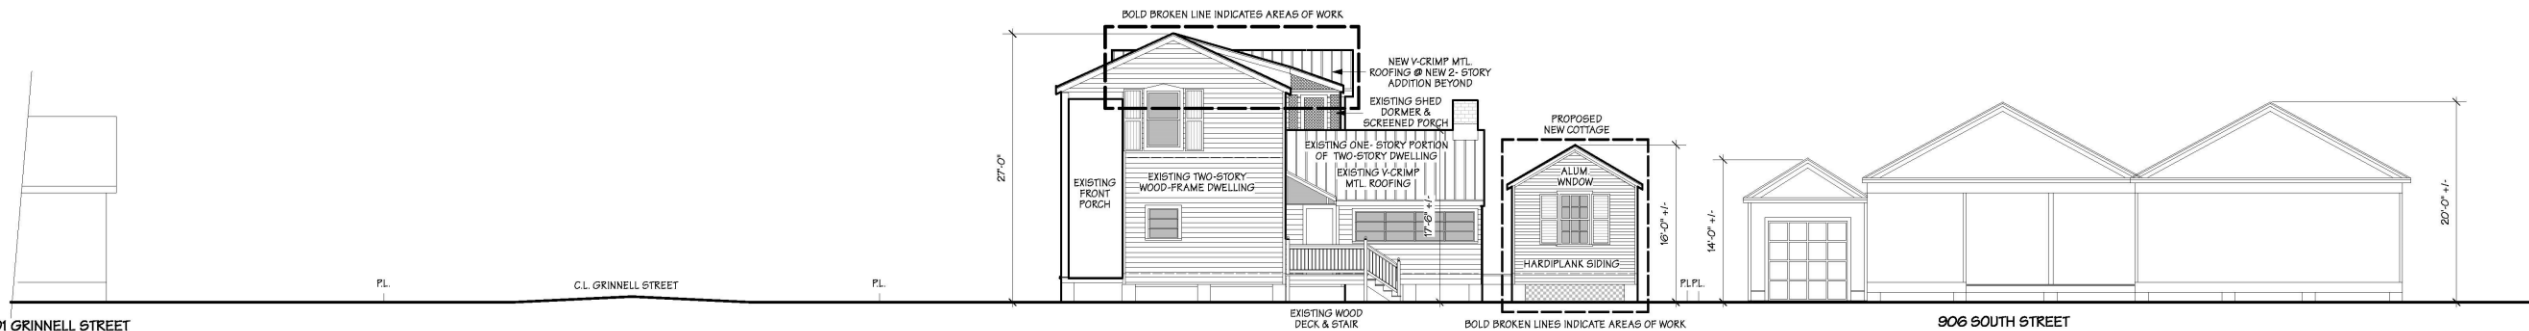 BOLD BROKEN LINE INDICATES AREAS OF WORK
NEW V-CRIMP MTL.
ROOFING @ NEW 2- STORY
ADDITION BEYOND
EXISTING SHED
DORMER &
SCREENED PORCH
PROPOSED
NEW COTTAGE
27'-0"
EXISTING ONE- STORY PORTION
OF TWO-STORY DWELLING
EXISTING V-CRIMP
MTL. ROOFING
EXISTING TWO-STORY
WOOD-FRAME DWELLING
EXISTING
FRONT
PORCH
ALUM.
WNDOW
17'-6" +/-
16'-0" +/-
14'-0" +/-
20'-0" +/-
HARDIPLANK SIDING
P.L.
C.L. GRINNELL STREET
P.L.
P.L.
P.L.
EXISTING WOOD
DECK & STAIR
BOLD BROKEN LINES INDICATE AREAS OF WORK
01 GRINNELL STREET
906 SOUTH STREET